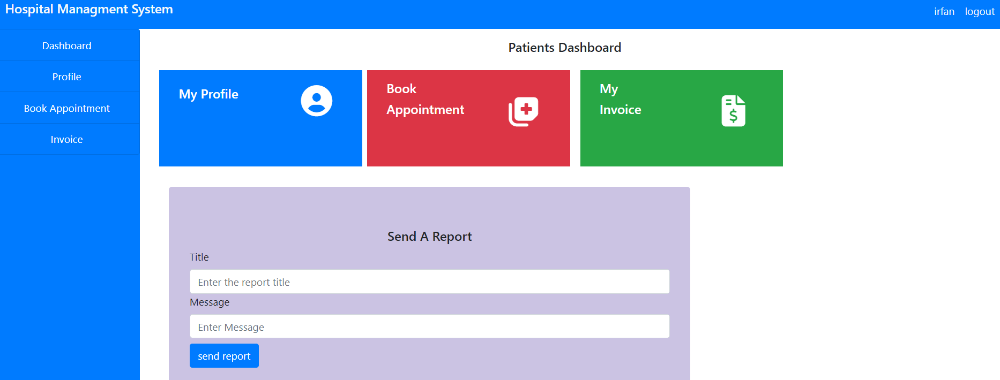 Hospital Managment System
irfan logout
Dashboard
Profile
Book Appointment
Invoice
Patients Dashboard
My Profile
Book
Appointment
My
Invoice
$
Send A Report
Title
Enter the report title
Message
Enter Message
send report